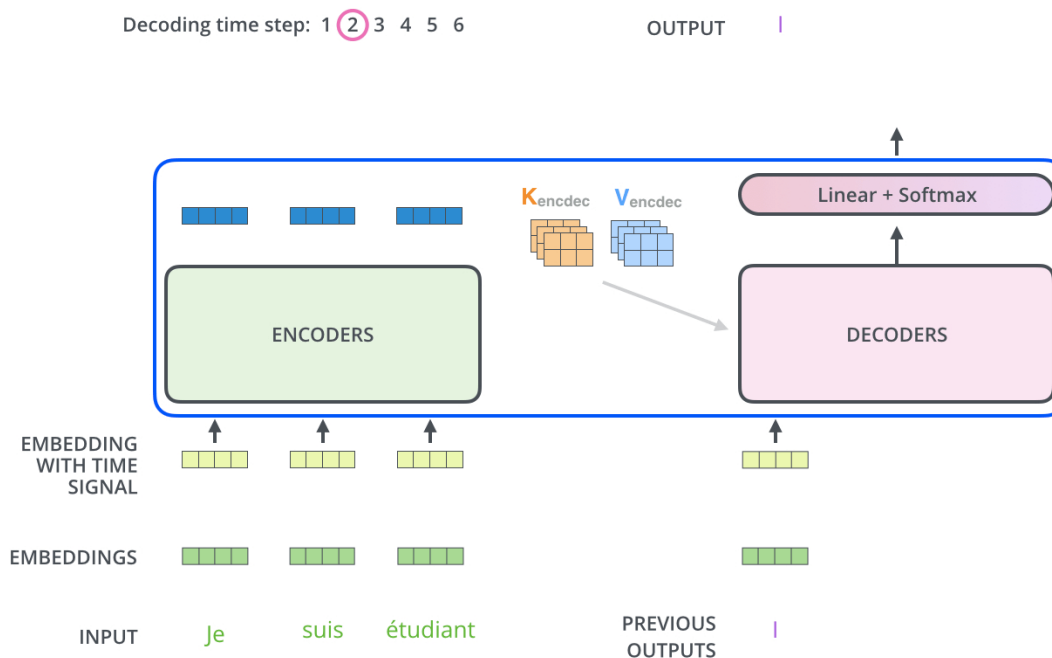 Decoding time step: 1 2 3 4 5 6
OUTPUT I
Linear + Softmax
Kencdec Vencdec
ENCODERS
DECODERS
EMBEDDING
WITH TIME
SIGNAL
EMBEDDINGS
INPUT Je suis étudiant
PREVIOUS
OUTPUTS
I